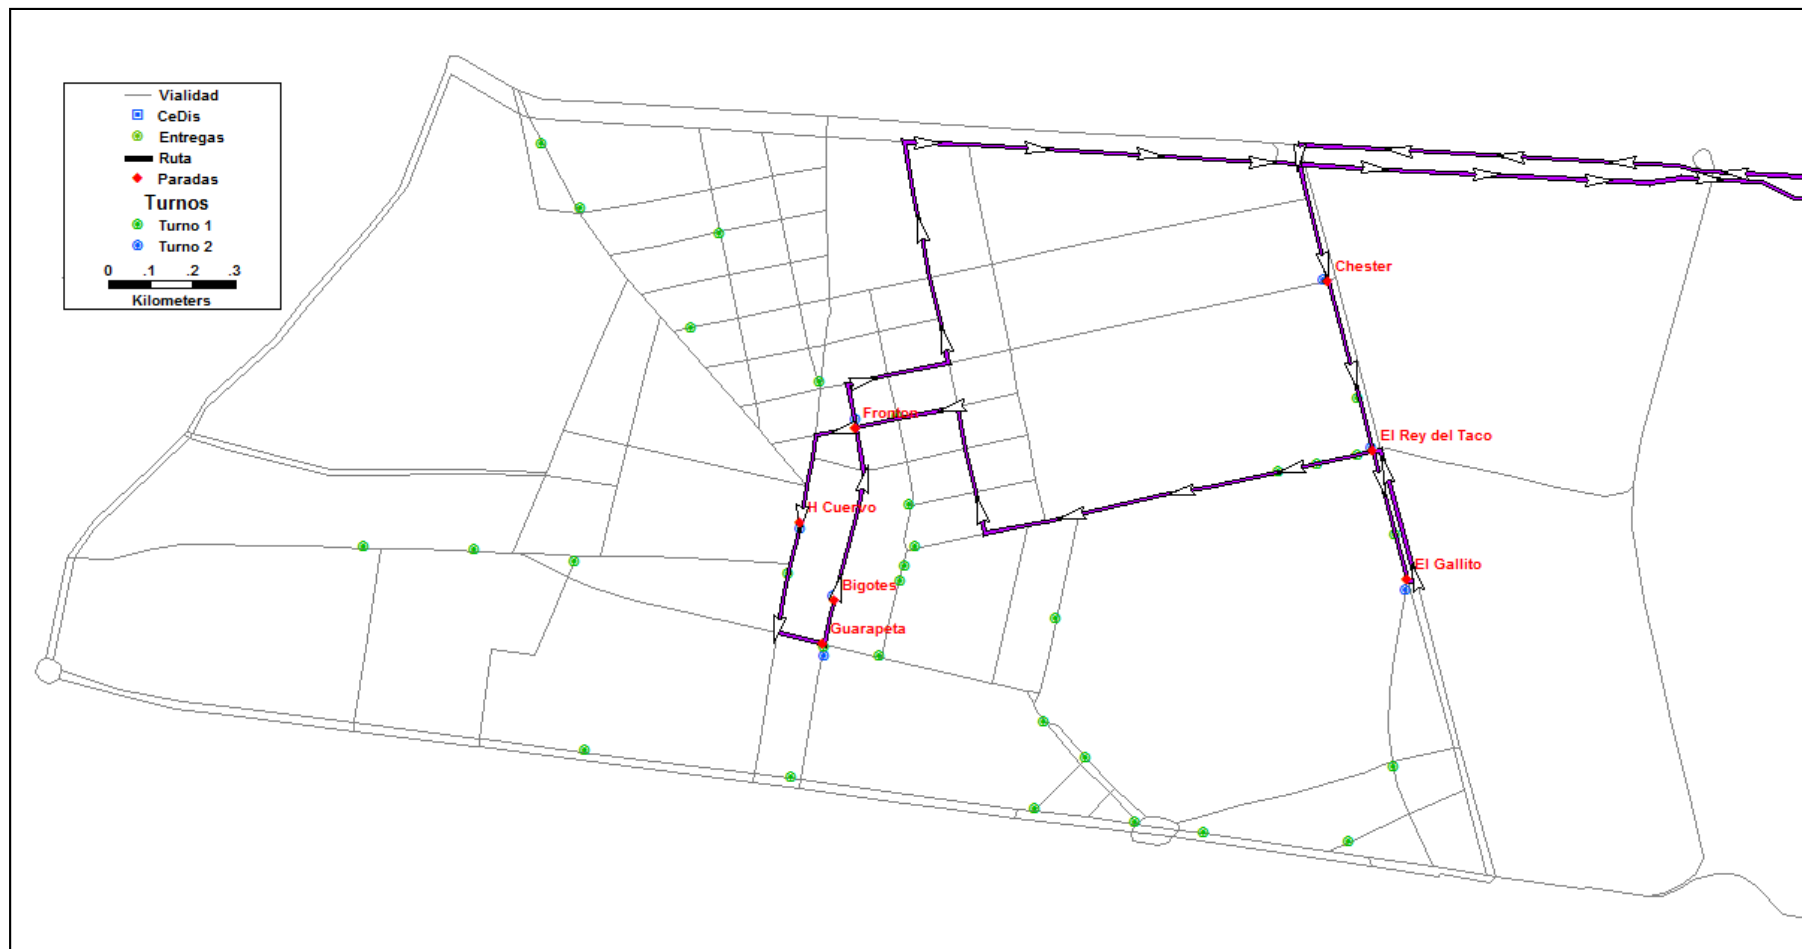 Vialidad
CeDis
Entregas
Ruta
Paradas
Turnos
Turno 1
Turno 2
0 .1 .2 .3
Kilometers
Chester
Fronton
El Rey del Taco
H Cuervo
El Gallito
Bigotes
Guarapeta